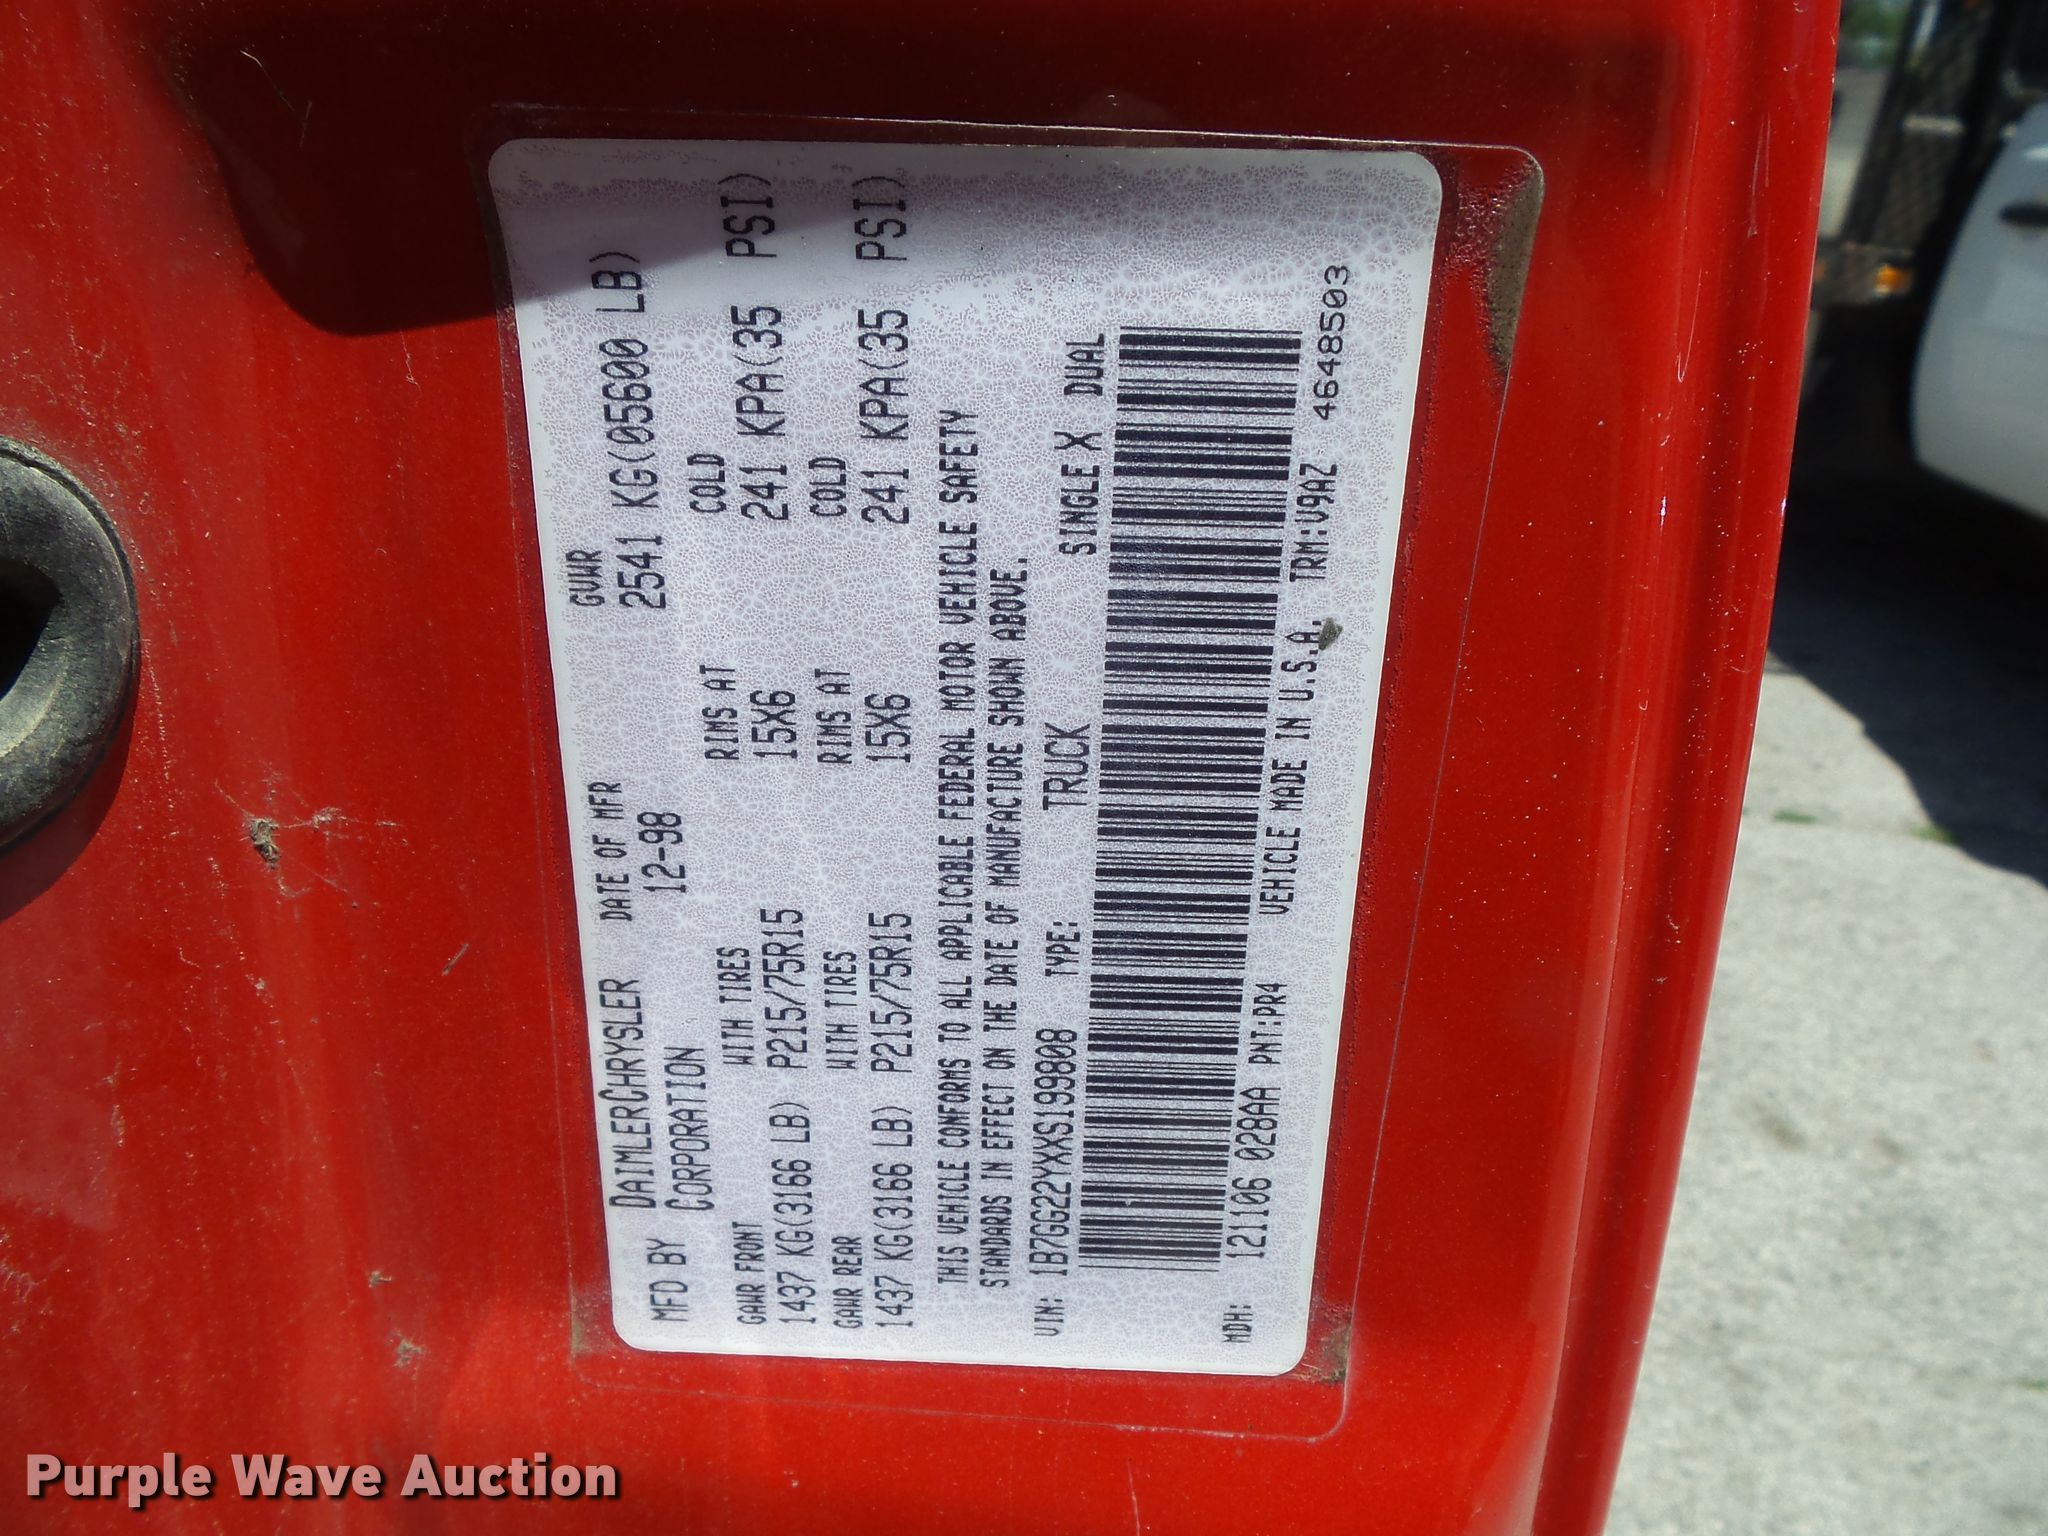 MFD BY DAIMLERCHRYSLER CORPORATION
DATE OF MFR 12-98
GVWR 2541 KG(05600 LB)
GAWR FRONT WITH TIRES RIMS AT COLD
1437 KG(3166 LB) P215/75R15 15X6 241 KPA(35 PSI)
GAWR REAR WITH TIRES RIMS AT COLD
1437 KG(3166 LB) P215/75R15 15X6 241 KPA(35 PSI)
THIS VEHICLE CONFORMS TO ALL APPLICABLE FEDERAL MOTOR VEHICLE SAFETY
STANDARDS IN EFFECT ON THE DATE OF MANUFACTURE SHOWN ABOVE.
VIN: 1B7GG22YXXS199808 TYPE: TRUCK SINGLE X DUAL
MDH: 121106 028AA PNT:PR4 VEHICLE MADE IN U.S.A. TRM:V9AZ 4648503
Purple Wave Auction